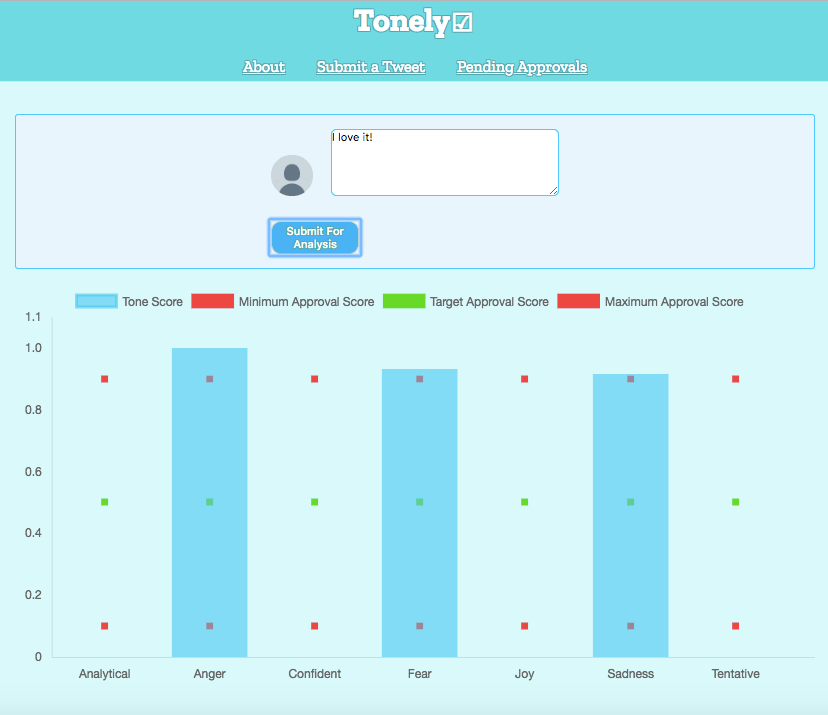 Tonely
About Submit a Tweet Pending Approvals
I love it!
Submit For
Analysis
Tone Score Minimum Approval Score Target Approval Score Maximum Approval Score
1.1
1.0
0.8
0.6
0.4
0.2
0
Analytical Anger Confident Fear Joy Sadness Tentative